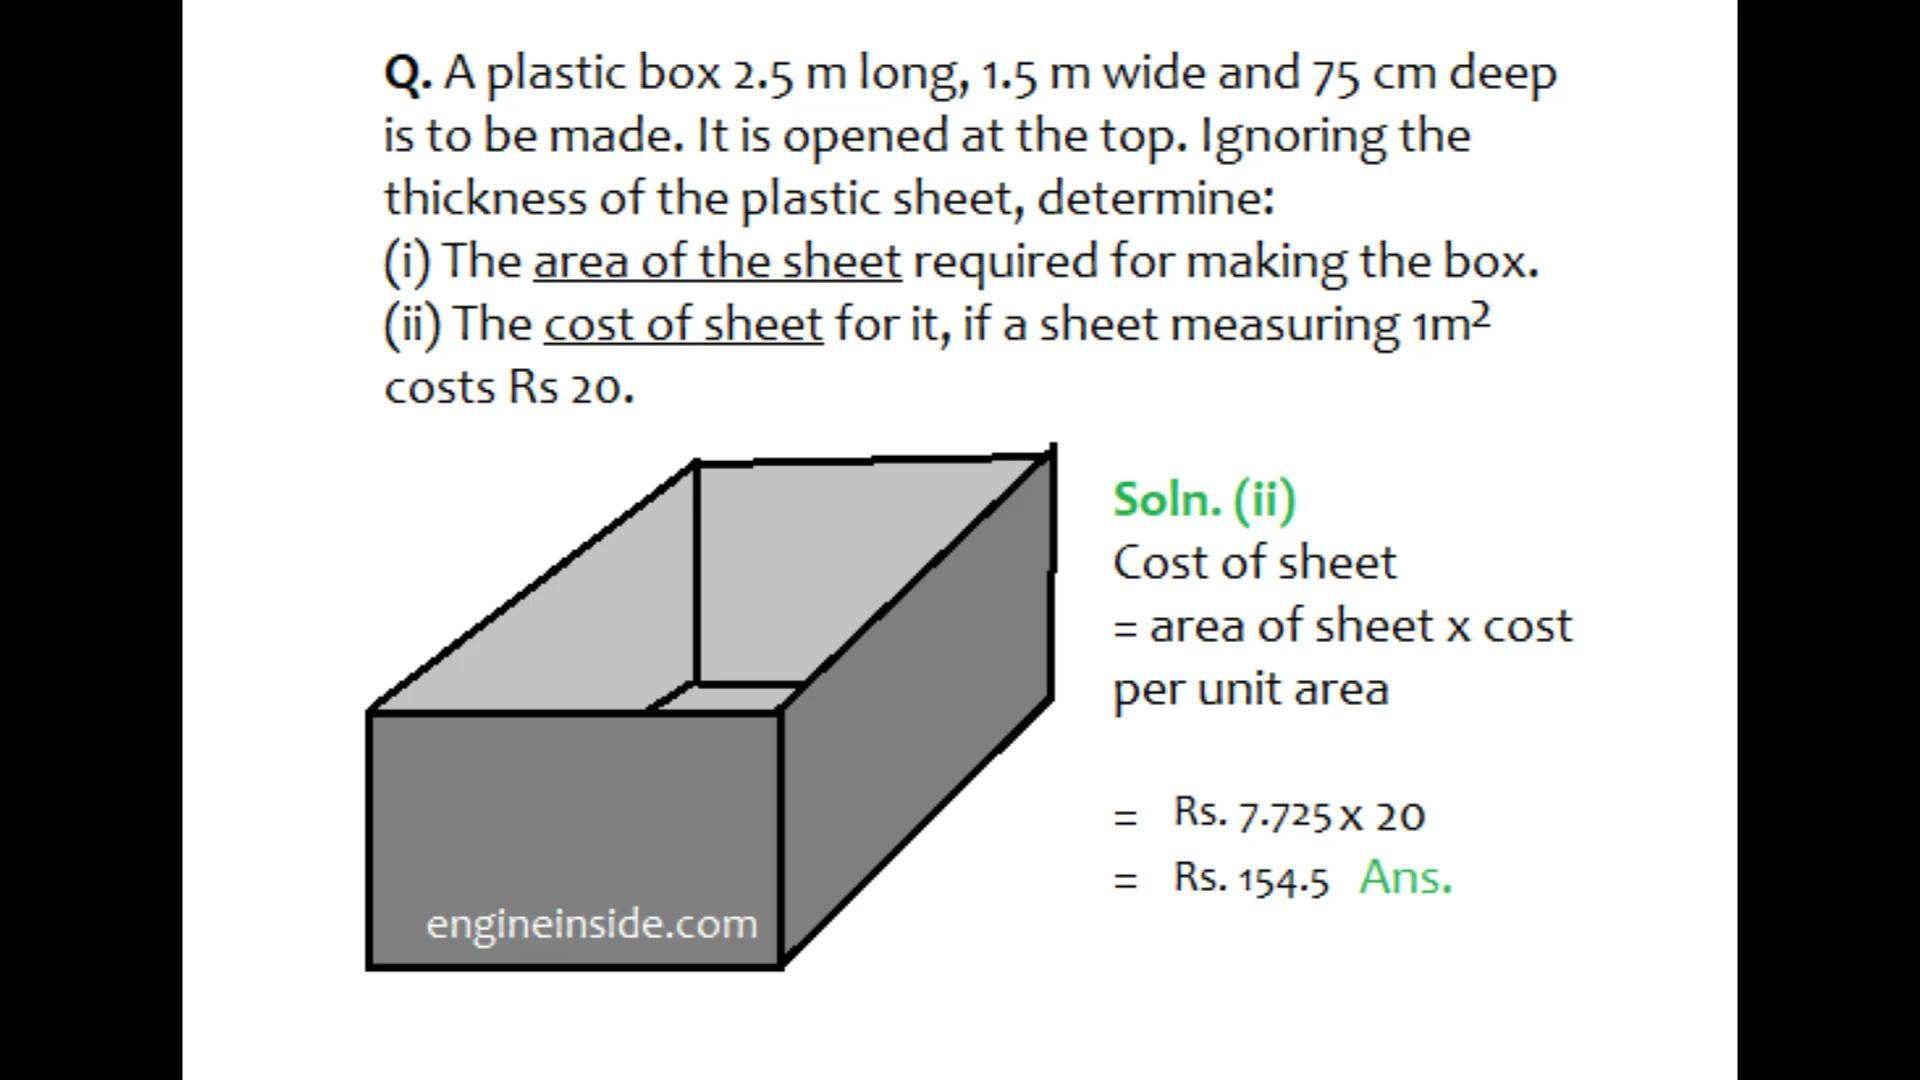 Q. A plastic box 2.5 m long, 1.5 m wide and 75 cm deep
is to be made. It is opened at the top. Ignoring the
thickness of the plastic sheet, determine:
(i) The area of the sheet required for making the box.
(ii) The cost of sheet for it, if a sheet measuring 1m²
costs Rs 20.
Soln. (ii)
Cost of sheet
= area of sheet x cost
per unit area
= Rs. 7.725 x 20
= Rs. 154.5 Ans.
engineinside.com